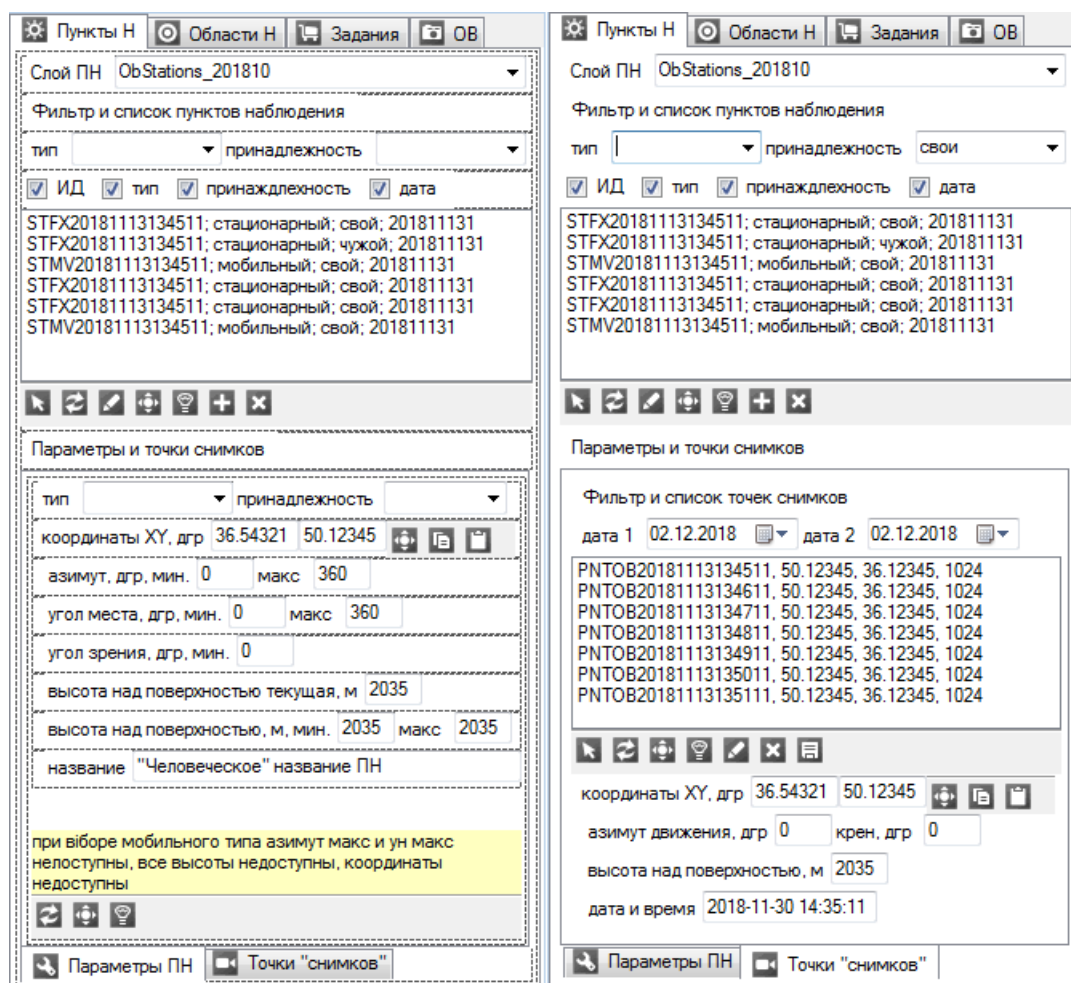 Пункты Н Области Н Задания ОВ
Слой ПН ObStations_201810
Фильтр и список пунктов наблюдения
тип принадлежность
ИД тип принаждлехность дата
STFX20181113134511; стационарный; свой; 201811131
STFX20181113134511; стационарный; чужой; 201811131
STMV20181113134511; мобильный; свой; 201811131
STFX20181113134511; стационарный; свой; 201811131
STFX20181113134511; стационарный; свой; 201811131
STMV20181113134511; мобильный; свой; 201811131
Параметры и точки снимков
тип принадлежность
координаты XY, дгр 36.54321 50.12345
азимут, дгр, мин. 0 макс 360
угол места, дгр, мин. 0 макс 360
угол зрения, дгр, мин. 0
высота над поверхностью текущая, м 2035
высота над поверхностью, м, мин. 2035 макс 2035
название "Человеческое" название ПН
при віборе мобильного типа азимут макс и ун макс
нелоступны, все высоты недоступны, координаты
недоступны
Параметры ПН Точки "снимков"
Пункты Н Области Н Задания ОВ
Слой ПН ObStations_201810
Фильтр и список пунктов наблюдения
тип принадлежность свои
ИД тип принаждлехность дата
STFX20181113134511; стационарный; свой; 201811131
STFX20181113134511; стационарный; чужой; 201811131
STMV20181113134511; мобильный; свой; 201811131
STFX20181113134511; стационарный; свой; 201811131
STFX20181113134511; стационарный; свой; 201811131
STMV20181113134511; мобильный; свой; 201811131
Параметры и точки снимков
Фильтр и список точек снимков
дата 1 02.12.2018 дата 2 02.12.2018
PNTOB20181113134511, 50.12345, 36.12345, 1024
PNTOB20181113134611, 50.12345, 36.12345, 1024
PNTOB20181113134711, 50.12345, 36.12345, 1024
PNTOB20181113134811, 50.12345, 36.12345, 1024
PNTOB20181113134911, 50.12345, 36.12345, 1024
PNTOB20181113135011, 50.12345, 36.12345, 1024
PNTOB20181113135111, 50.12345, 36.12345, 1024
координаты XY, дгр 36.54321 50.12345
азимут движения, дгр 0 крен, дгр 0
высота над поверхностью, м 2035
дата и время 2018-11-30 14:35:11
Параметры ПН Точки "снимков"